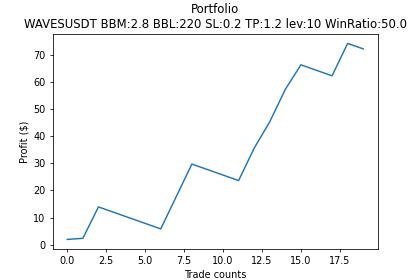 Portfolio
WAVESUSDT BBM:2.8 BBL:220 SL:0.2 TP:1.2 lev:10 WinRatio:50.0
Profit ($)
70
60
50
40
30
20
10
0
0.0 2.5 5.0 7.5 10.0 12.5 15.0 17.5
Trade counts